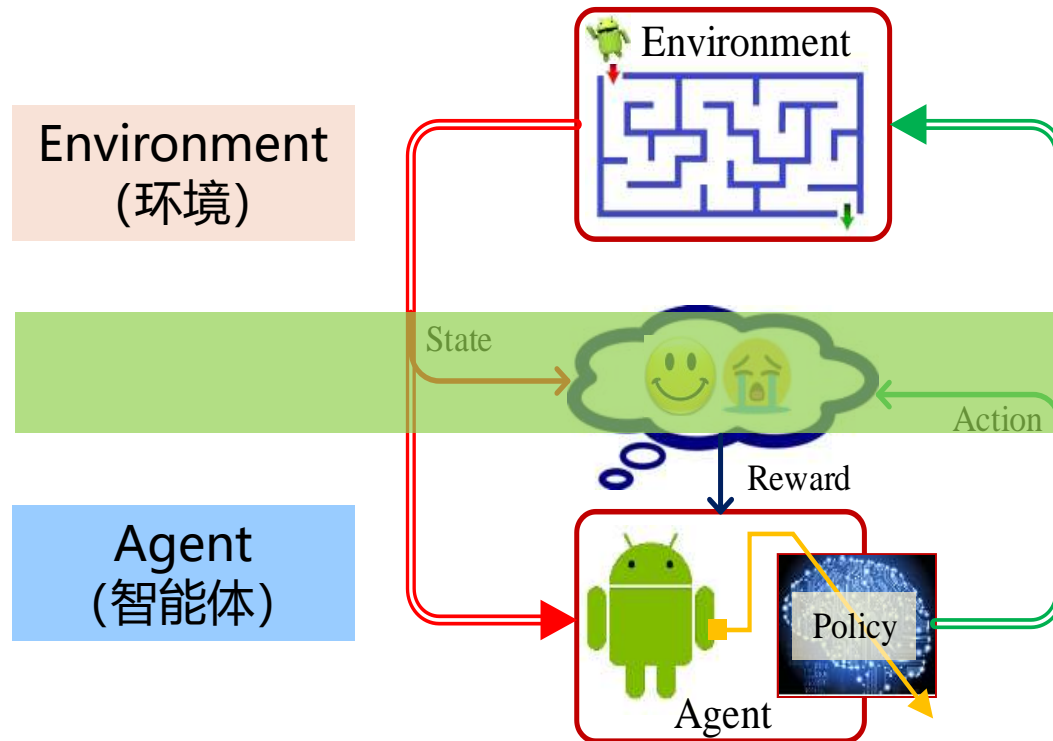 Environment
Environment
(环境)
State
Action
Reward
Agent
(智能体)
Policy
Agent